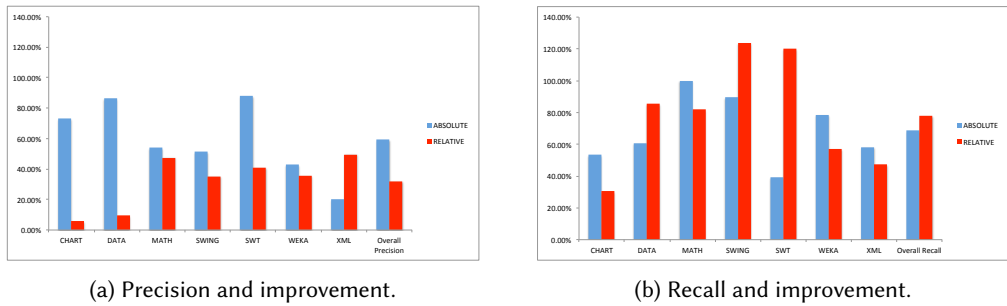 140.00%
120.00%
100.00%
80.00%
60.00%
40.00%
20.00%
0.00%
CHART DATA MATH SWING SWT WEKA XML Overall Precision
ABSOLUTE
RELATIVE
(a) Precision and improvement.
140.00%
120.00%
100.00%
80.00%
60.00%
40.00%
20.00%
0.00%
CHART DATA MATH SWING SWT WEKA XML Overall Recall
ABSOLUTE
RELATIVE
(b) Recall and improvement.